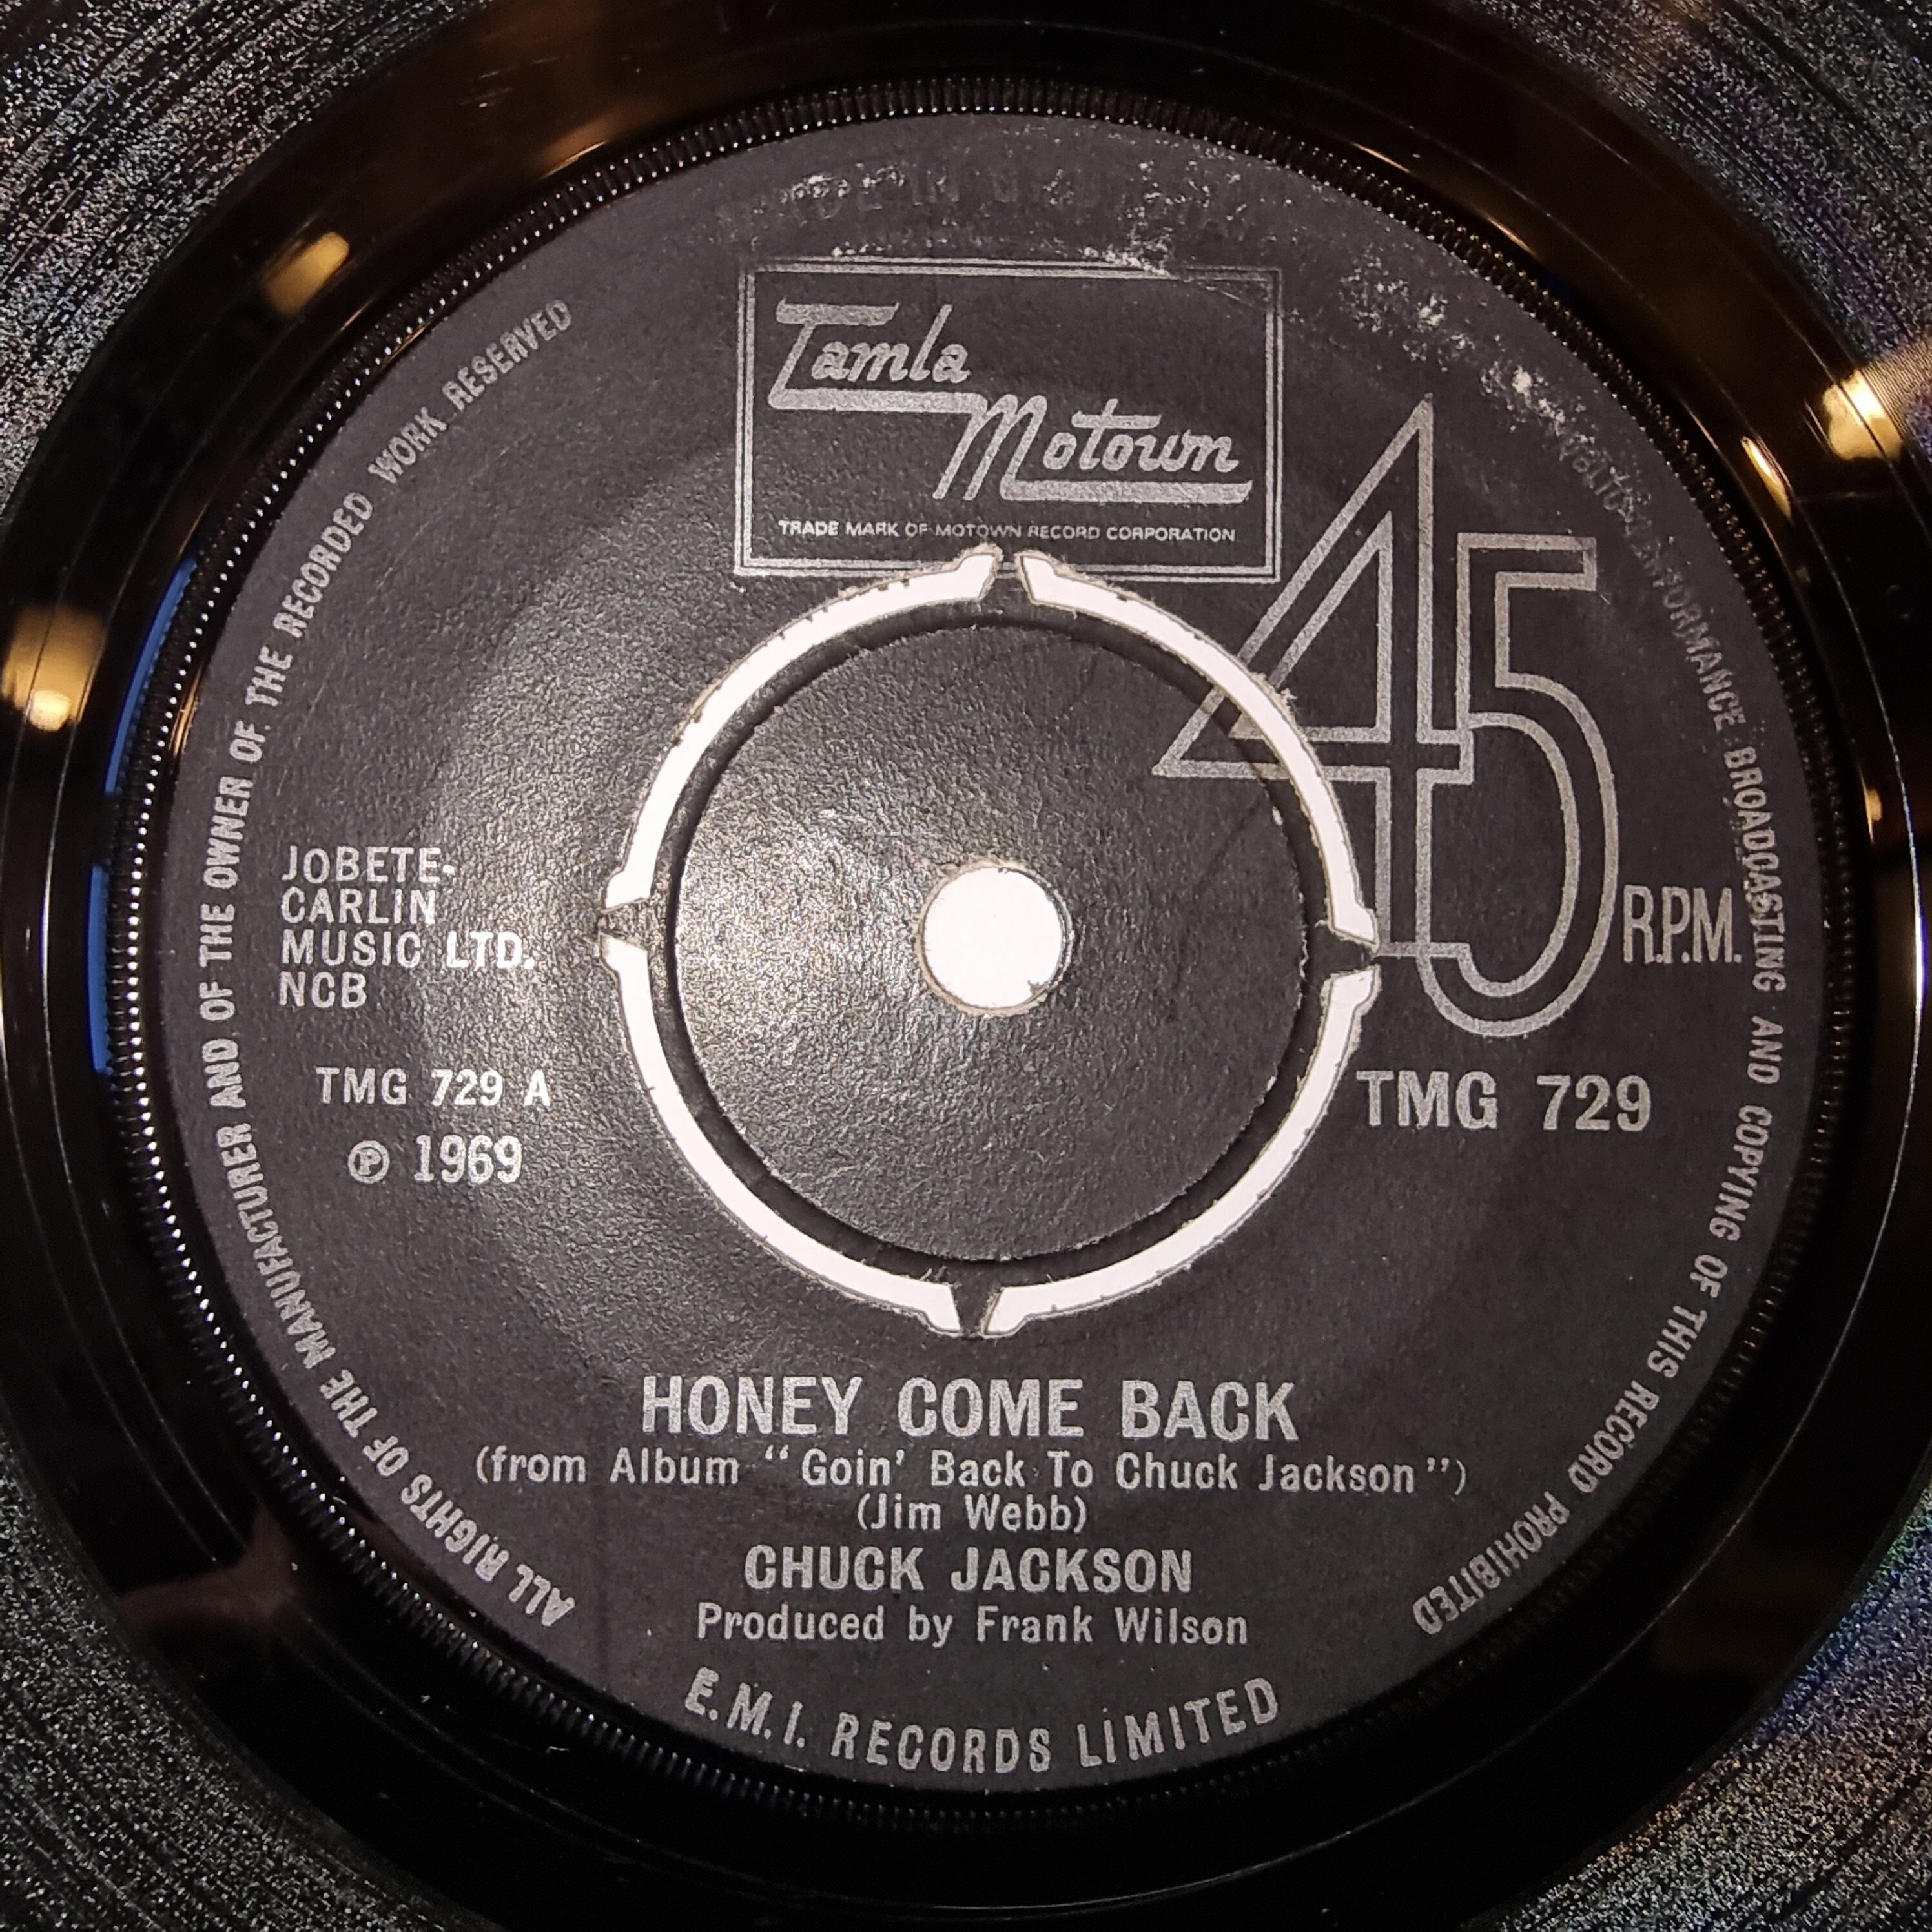 Tamla
Motown
TRADE MARK OF MOTOWN RECORD CORPORATION
45
R.P.M.
JOBETE-
CARLIN
MUSIC LTD.
NCB
TMG 729 A
℗ 1969
TMG 729
HONEY COME BACK
(from Album "Goin' Back To Chuck Jackson")
(Jim Webb)
CHUCK JACKSON
Produced by Frank Wilson
E.M.I. RECORDS LIMITED
ALL RIGHTS OF THE MANUFACTURER AND OF THE OWNER OF THE RECORDED WORK RESERVED
BROADCASTING AND COPYING OF THIS RECORD PROHIBITED